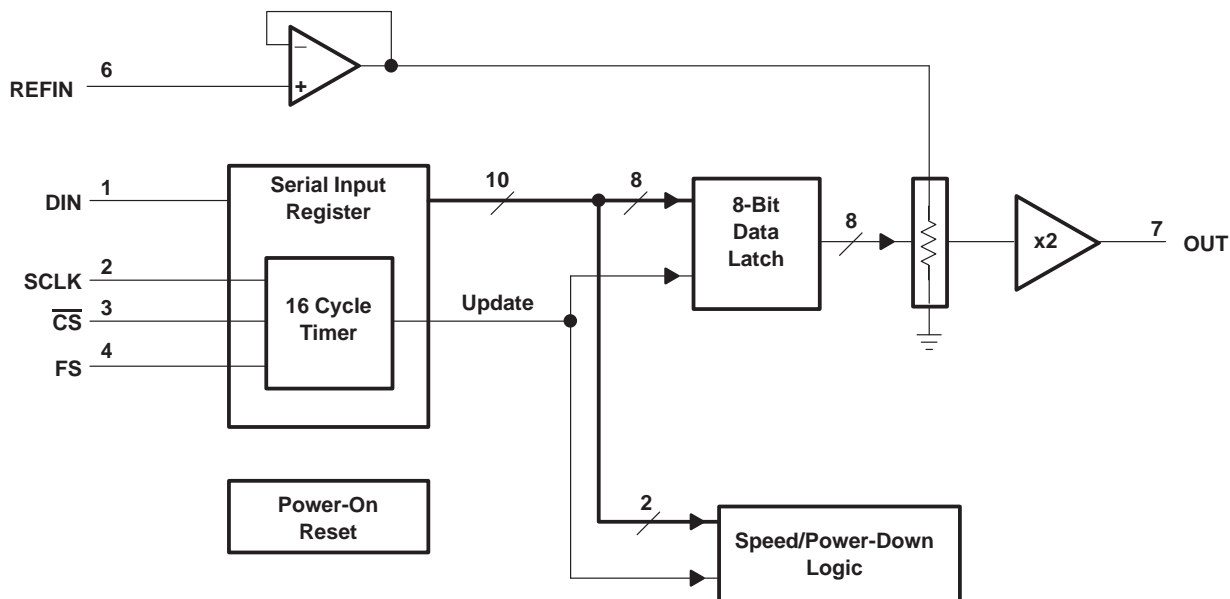 −
+
6
REFIN
DIN
1
Serial Input
Register
10
8
8-Bit
Data
Latch
8
x2
7
OUT
SCLK
2
C̅S̅
3
FS
4
16 Cycle
Timer
Update
Power-On
Reset
2
Speed/Power-Down
Logic